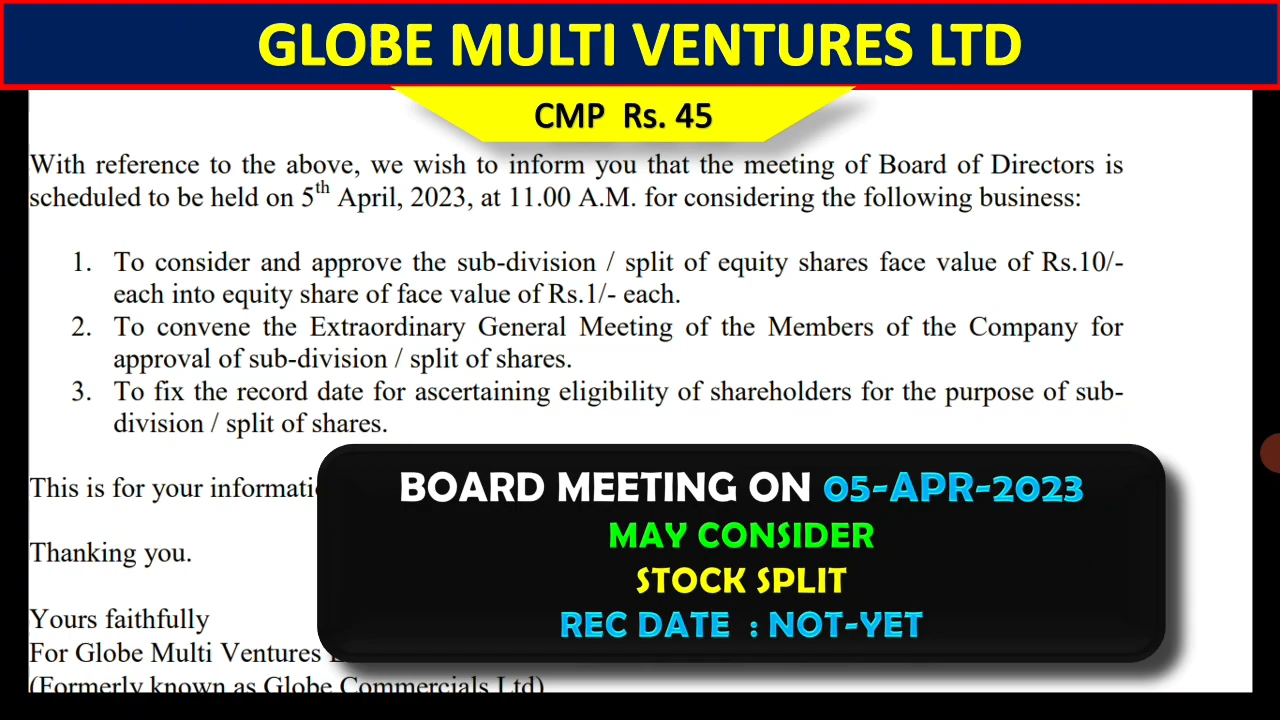 GLOBE MULTI VENTURES LTD
CMP Rs. 45
With reference to the above, we wish to inform you that the meeting of Board of Directors is
scheduled to be held on 5th April, 2023, at 11.00 A.M. for considering the following business:
1. To consider and approve the sub-division / split of equity shares face value of Rs.10/-
each into equity share of face value of Rs.1/- each.
2. To convene the Extraordinary General Meeting of the Members of the Company for
approval of sub-division / split of shares.
3. To fix the record date for ascertaining eligibility of shareholders for the purpose of sub-
division / split of shares.
This is for your informati
Thanking you.
Yours faithfully
For Globe Multi Ventures
(Formerly known as Globe Commercials Ltd)
BOARD MEETING ON 05-APR-2023
MAY CONSIDER
STOCK SPLIT
REC DATE : NOT-YET